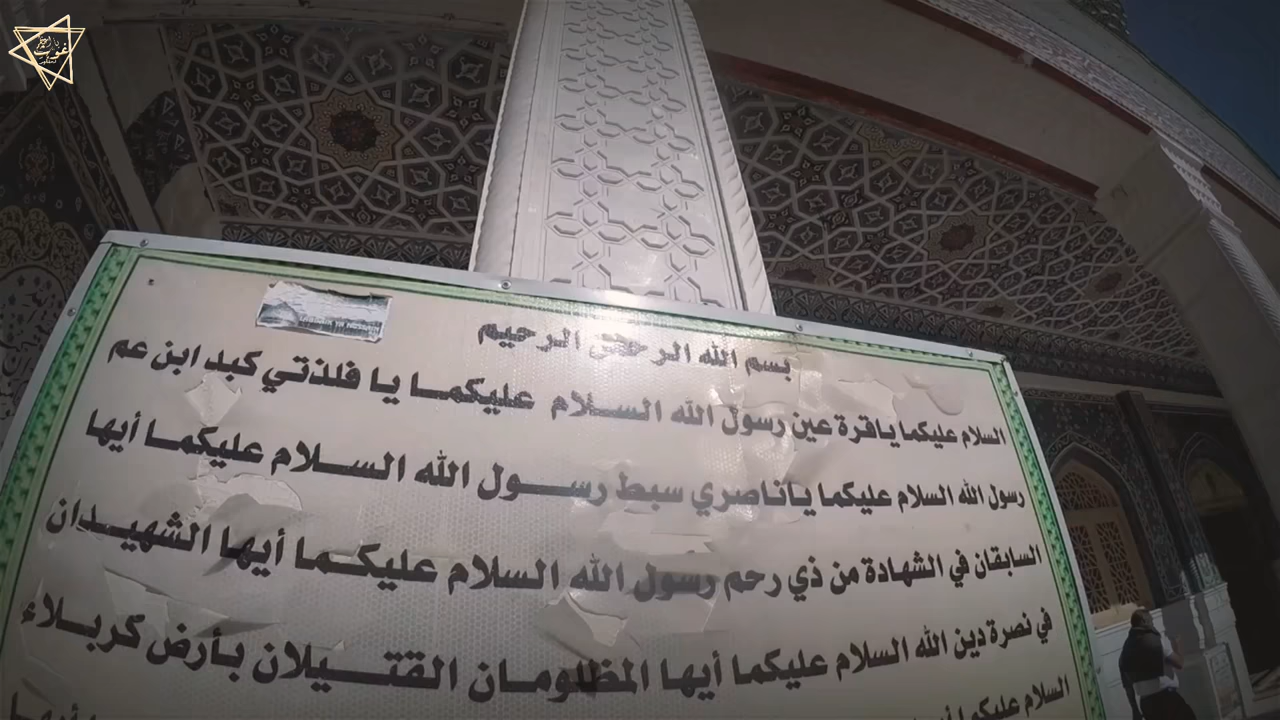 بسم الله الرحمن الرحيم
السلام عليكما ياقرة عين رسول الله السلام عليكما يا فلذتي كبد ابن عم
رسول الله السلام عليكما ياناصري سبط رسول الله السلام عليكما أيها
السابقان في الشهادة من ذي رحم رسول الله السلام عليكما أيها الشهيدان
في نصرة دين الله السلام عليكما أيها المظلومان القتيلان بأرض كربلاء
السلام عليكما